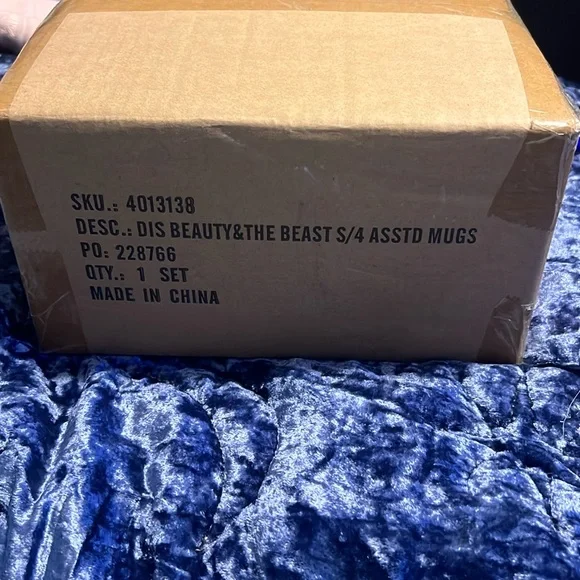 SKU.: 4013138
DESC.: DIS BEAUTY&THE BEAST S/4 ASSTD MUGS
PO: 228766
QTY.: 1 SET
MADE IN CHINA